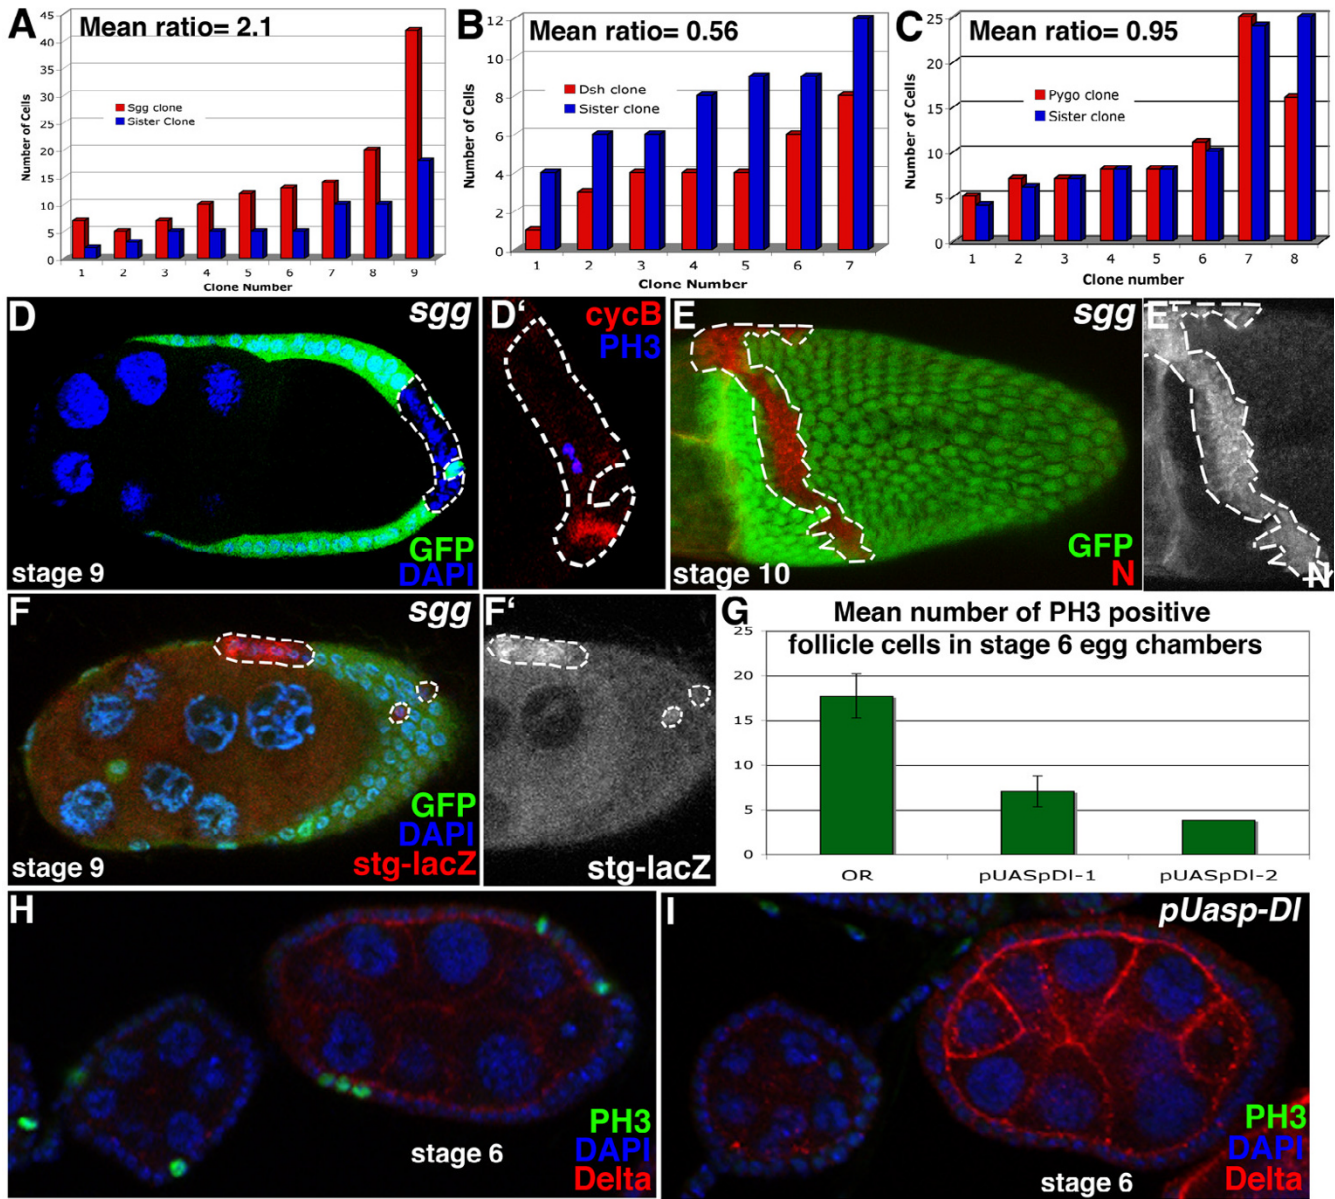 A
Mean ratio= 2.1
45
40
35
30
25
20
15
10
5
0
Number of Cells
Sgg clone
Sister Clone
1 2 3 4 5 6 7 8 9
Clone Number
B
Mean ratio= 0.56
12
10
8
6
4
2
0
Number of Cells
Dsh clone
Sister clone
1 2 3 4 5 6 7
Clone Number
C
Mean ratio= 0.95
25
20
15
10
5
0
Number of Cells
Pygo clone
Sister clone
1 2 3 4 5 6 7 8
Clone number
D
sgg
GFP
DAPI
stage 9
D'
cycB
PH3
E
sgg
GFP
N
stage 10
E'
N
F
sgg
GFP
DAPI
stg-lacZ
stage 9
F'
stg-lacZ
G
Mean number of PH3 positive
follicle cells in stage 6 egg chambers
25
20
15
10
5
0
OR pUASpDl-1 pUASpDl-2
H
PH3
DAPI
Delta
stage 6
I
pUasp-Dl
PH3
DAPI
Delta
stage 6